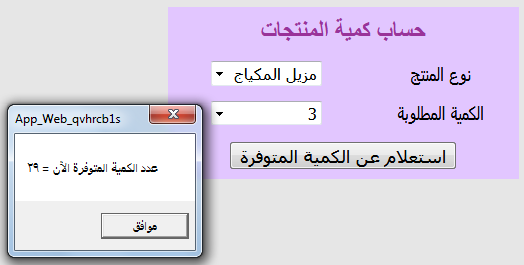 حساب كمية المنتجات
نوع المنتج
مزيل المكياج
الكمية المطلوبة
3
استعلام عن الكمية المتوفرة
App_Web_qvhrcb1s
عدد الكمية المتوفرة الآن = ٢٩
موافق